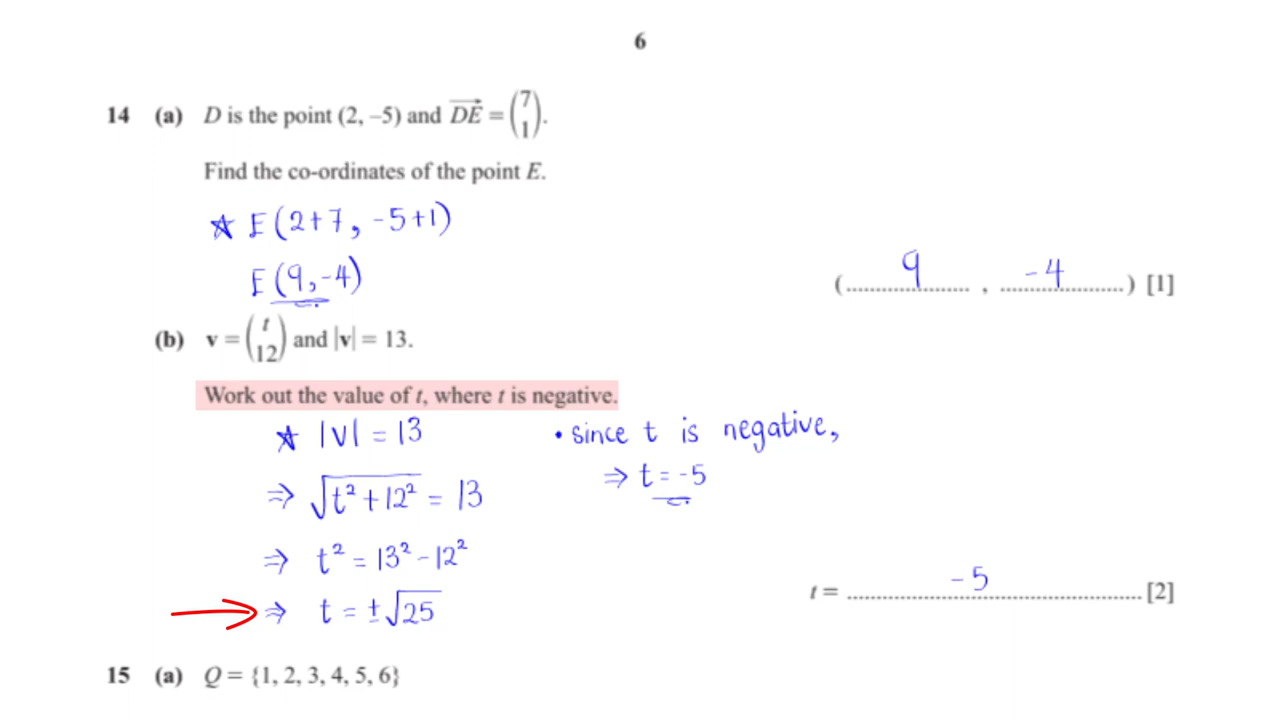 6
14 (a) D is the point (2, –5) and \overrightarrow{DE} = \binom{7}{1}.
Find the co-ordinates of the point E.
☆ E(2+7, -5+1)
E(9,-4)
( 9 , -4 ) [1]
(b) v = \binom{t}{12} and |v| = 13.
Work out the value of t, where t is negative.
☆ |v| = 13
⇒ √(t² + 12²) = 13
⇒ t² = 13² - 12²
⇒ t = ±√25
• since t is negative,
⇒ t = -5
t = -5 [2]
15 (a) Q = {1, 2, 3, 4, 5, 6}